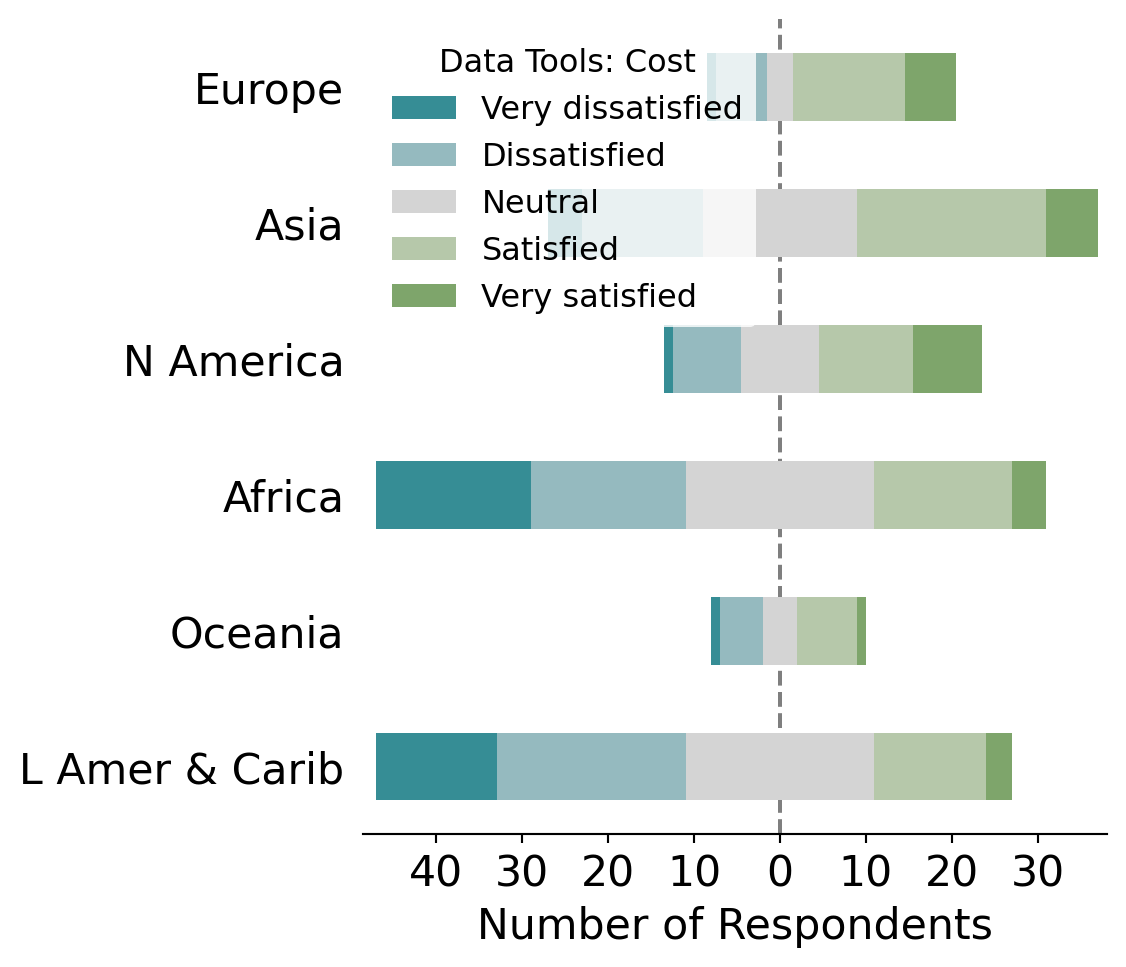 Data Tools: Cost
Very dissatisfied
Dissatisfied
Neutral
Satisfied
Very satisfied
Europe
Asia
N America
Africa
Oceania
L Amer & Carib
40 30 20 10 0 10 20 30
Number of Respondents